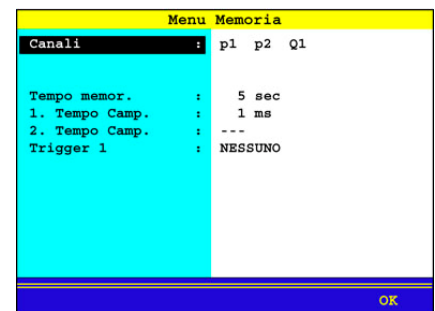 Menu Memoria
Canali : p1 p2 Q1
Tempo memor. : 5 sec
1. Tempo Camp. : 1 ms
2. Tempo Camp. : ---
Trigger 1 : NESSUNO
OK